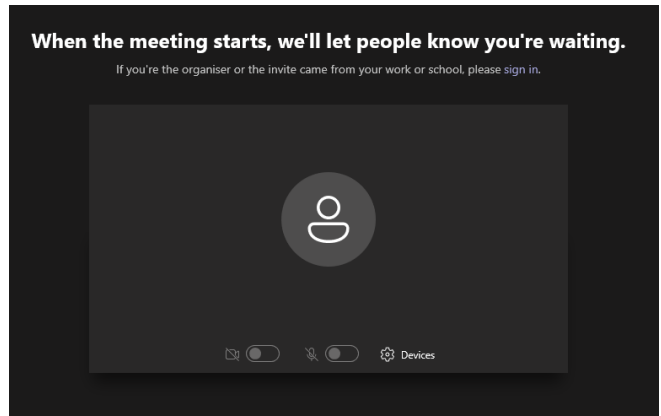 When the meeting starts, we'll let people know you're waiting.
If you're the organiser or the invite came from your work or school, please sign in.
Devices